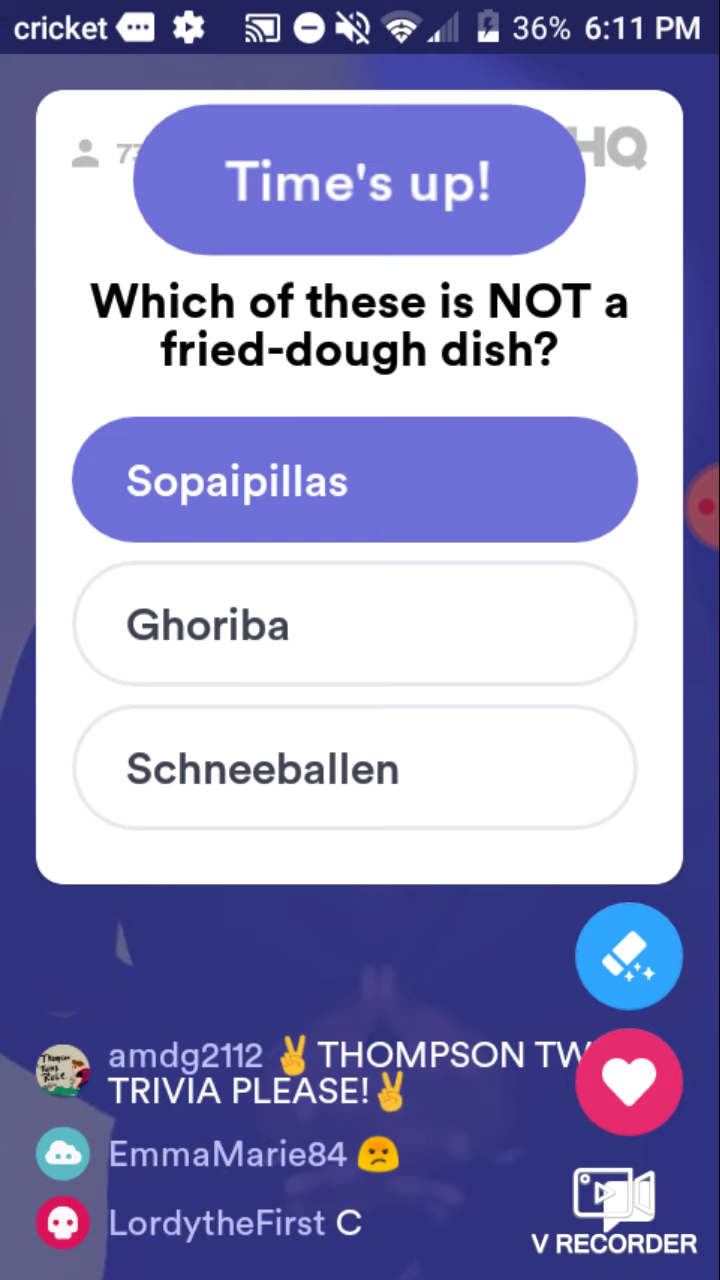 cricket 36% 6:11 PM
HQ
Time's up!
Which of these is NOT a
fried-dough dish?
Sopaipillas
Ghoriba
Schneeballen
amdg2112 ✌ THOMPSON TW
TRIVIA PLEASE!✌
EmmaMarie84 🙁
LordytheFirst C
V RECORDER